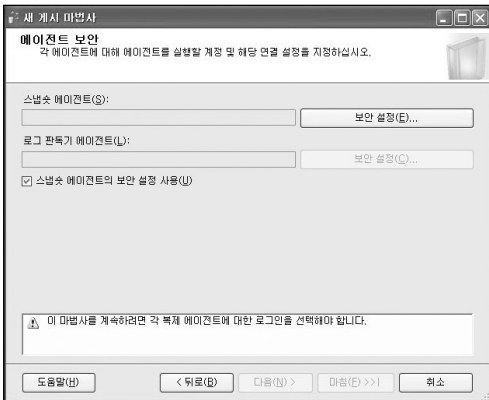 새 게시 마법사
에이전트 보안
각 에이전트에 대해 에이전트를 실행할 계정 및 해당 연결 설정을 지정하십시오.
스냅숏 에이전트(S):
보안 설정(E)...
로그 판독기 에이전트(L):
보안 설정(C)...
스냅숏 에이전트의 보안 설정 사용(U)
이 마법사를 계속하려면 각 복제 에이전트에 대한 로그인을 선택해야 합니다.
도움말(H)
< 뒤로(B)
다음(N) >
마침(F) >>|
취소